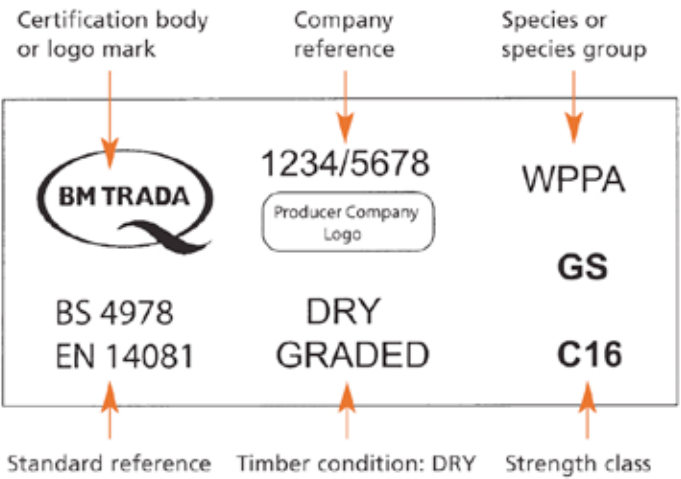 Certification body
or logo mark
Company
reference
Species or
species group
BM TRADA
1234/5678
Producer Company
Logo
WPPA
GS
BS 4978
EN 14081
DRY
GRADED
C16
Standard reference
Timber condition: DRY
Strength class